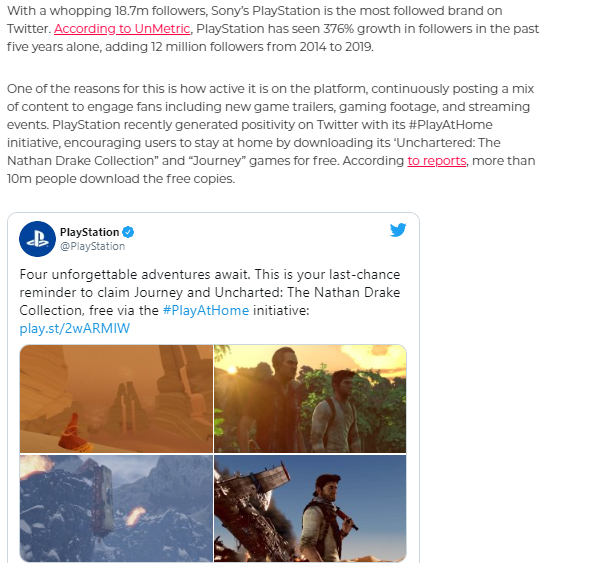 With a whopping 18.7m followers, Sony's PlayStation is the most followed brand on
Twitter. According to UnMetric, PlayStation has seen 376% growth in followers in the past
five years alone, adding 12 million followers from 2014 to 2019.
One of the reasons for this is how active it is on the platform, continuously posting a mix
of content to engage fans including new game trailers, gaming footage, and streaming
events. PlayStation recently generated positivity on Twitter with its #PlayAtHome
initiative, encouraging users to stay at home by downloading its 'Unchartered: The
Nathan Drake Collection" and "Journey" games for free. According to reports, more than
10m people download the free copies.
PlayStation
@PlayStation
Four unforgettable adventures await. This is your last-chance
reminder to claim Journey and Uncharted: The Nathan Drake
Collection, free via the #PlayAtHome initiative:
play.st/2wARMIW